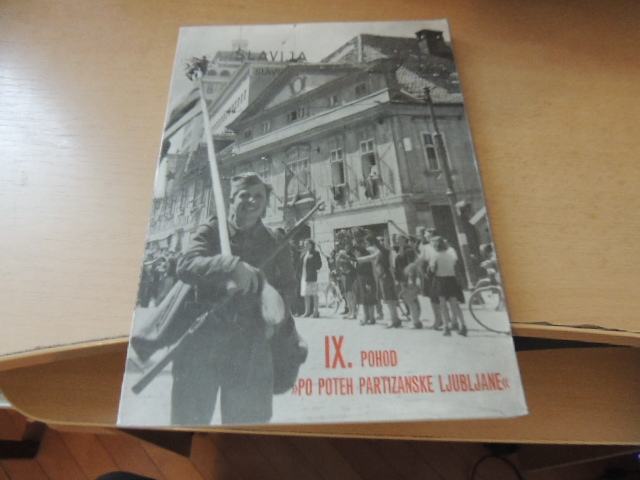 SLAVIJA
IX. POHOD
»PO POTEH PARTIZANSKE LJUBLJANE«